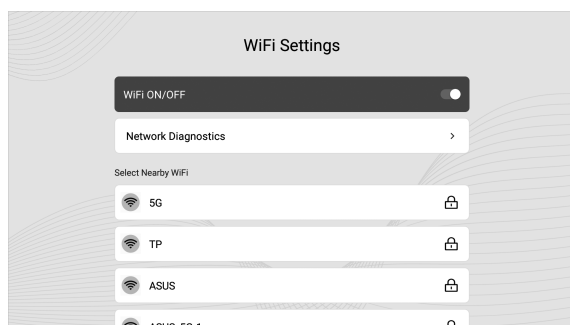 WiFi Settings
WiFi ON/OFF
Network Diagnostics
Select Nearby WiFi
5G
TP
ASUS